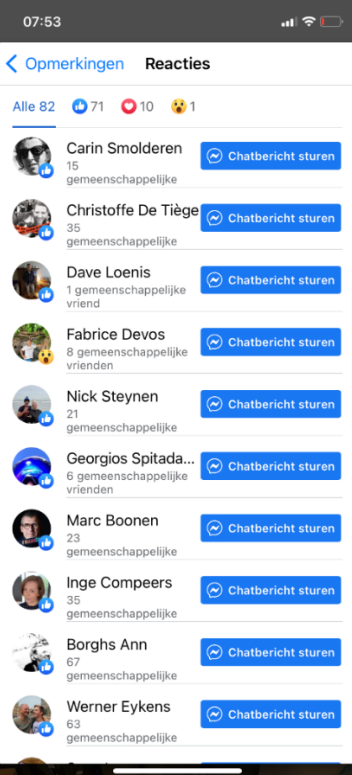 07:53
Opmerkingen Reacties
Alle 82 71 10 1
Carin Smolderen
15
gemeenschappelijke
Chatbericht sturen
Christoffe De Tiège
35
gemeenschappelijke
Chatbericht sturen
Dave Loenis
1 gemeenschappelijke
vriend
Chatbericht sturen
Fabrice Devos
8 gemeenschappelijke
vrienden
Chatbericht sturen
Nick Steynen
21
gemeenschappelijke
Chatbericht sturen
Georgios Spitada...
6 gemeenschappelijke
vrienden
Chatbericht sturen
Marc Boonen
23
gemeenschappelijke
Chatbericht sturen
Inge Compeers
35
gemeenschappelijke
Chatbericht sturen
Borghs Ann
67
gemeenschappelijke
Chatbericht sturen
Werner Eykens
63
gemeenschappelijke
Chatbericht sturen